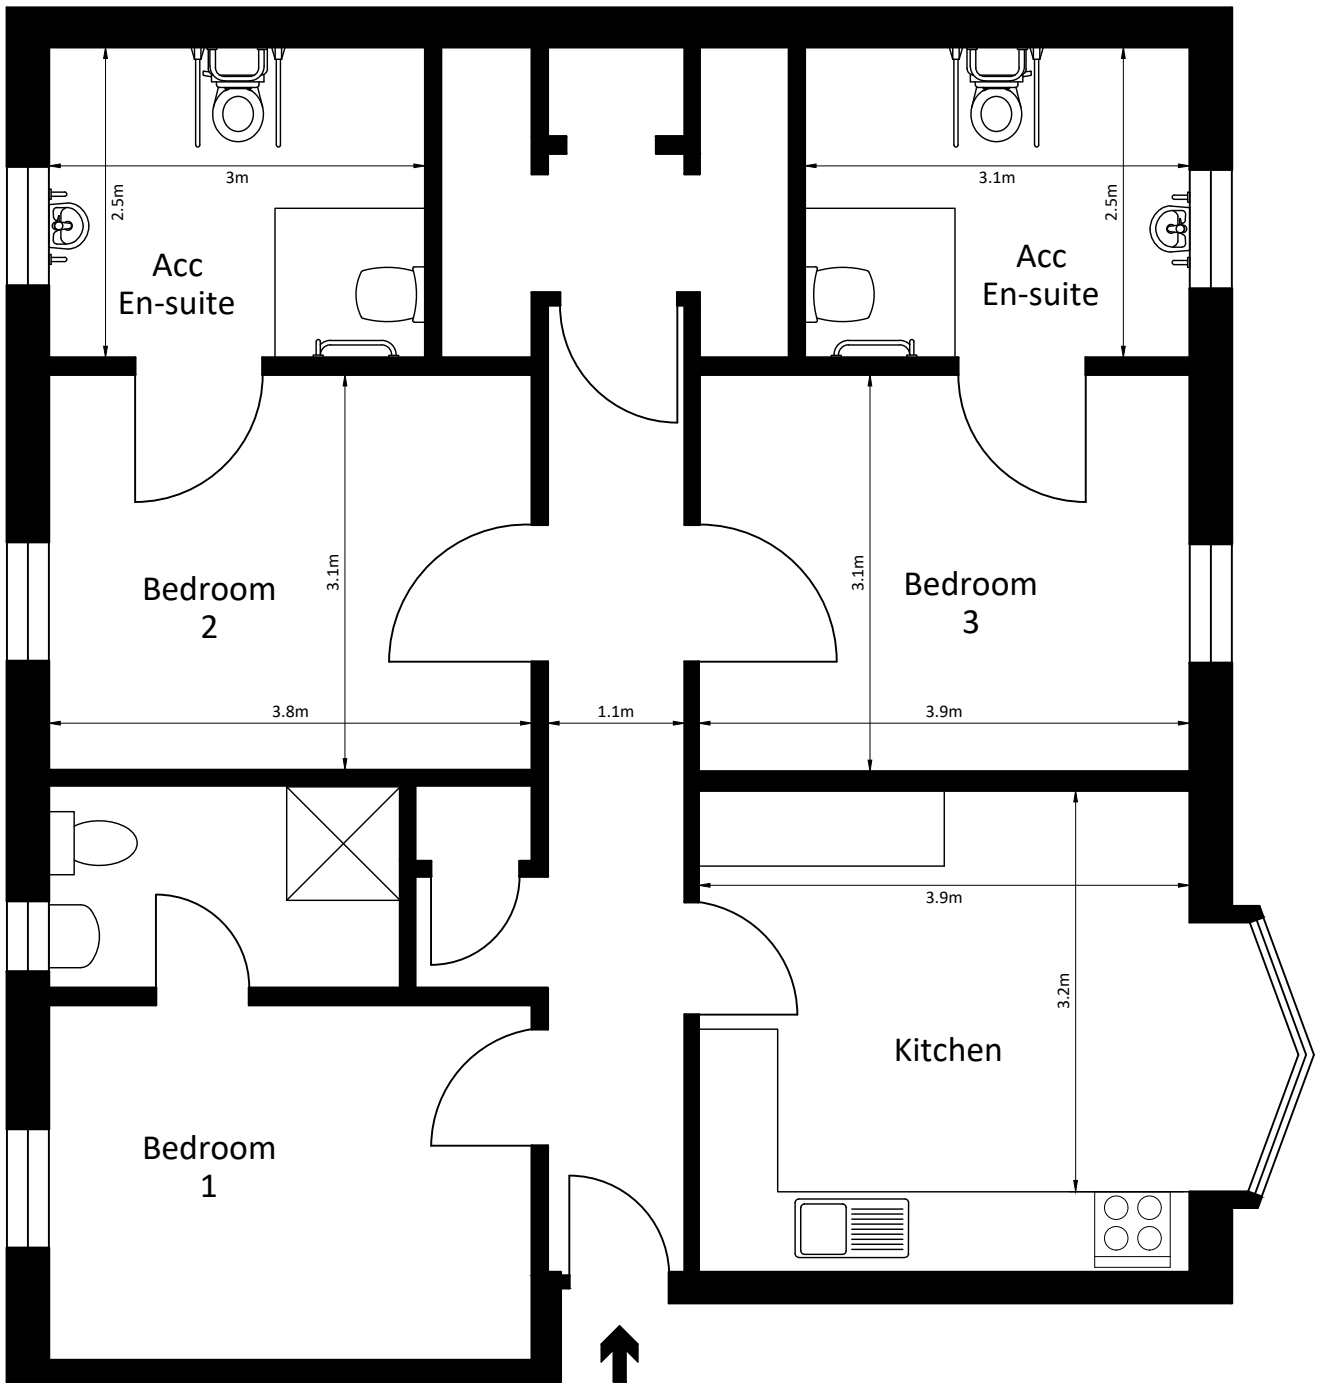 3m
2.5m
Acc
En-suite
3.1m
2.5m
Acc
En-suite
Bedroom
2
3.1m
3.8m
1.1m
3.1m
Bedroom
3
3.9m
3.9m
3.2m
Kitchen
Bedroom
1